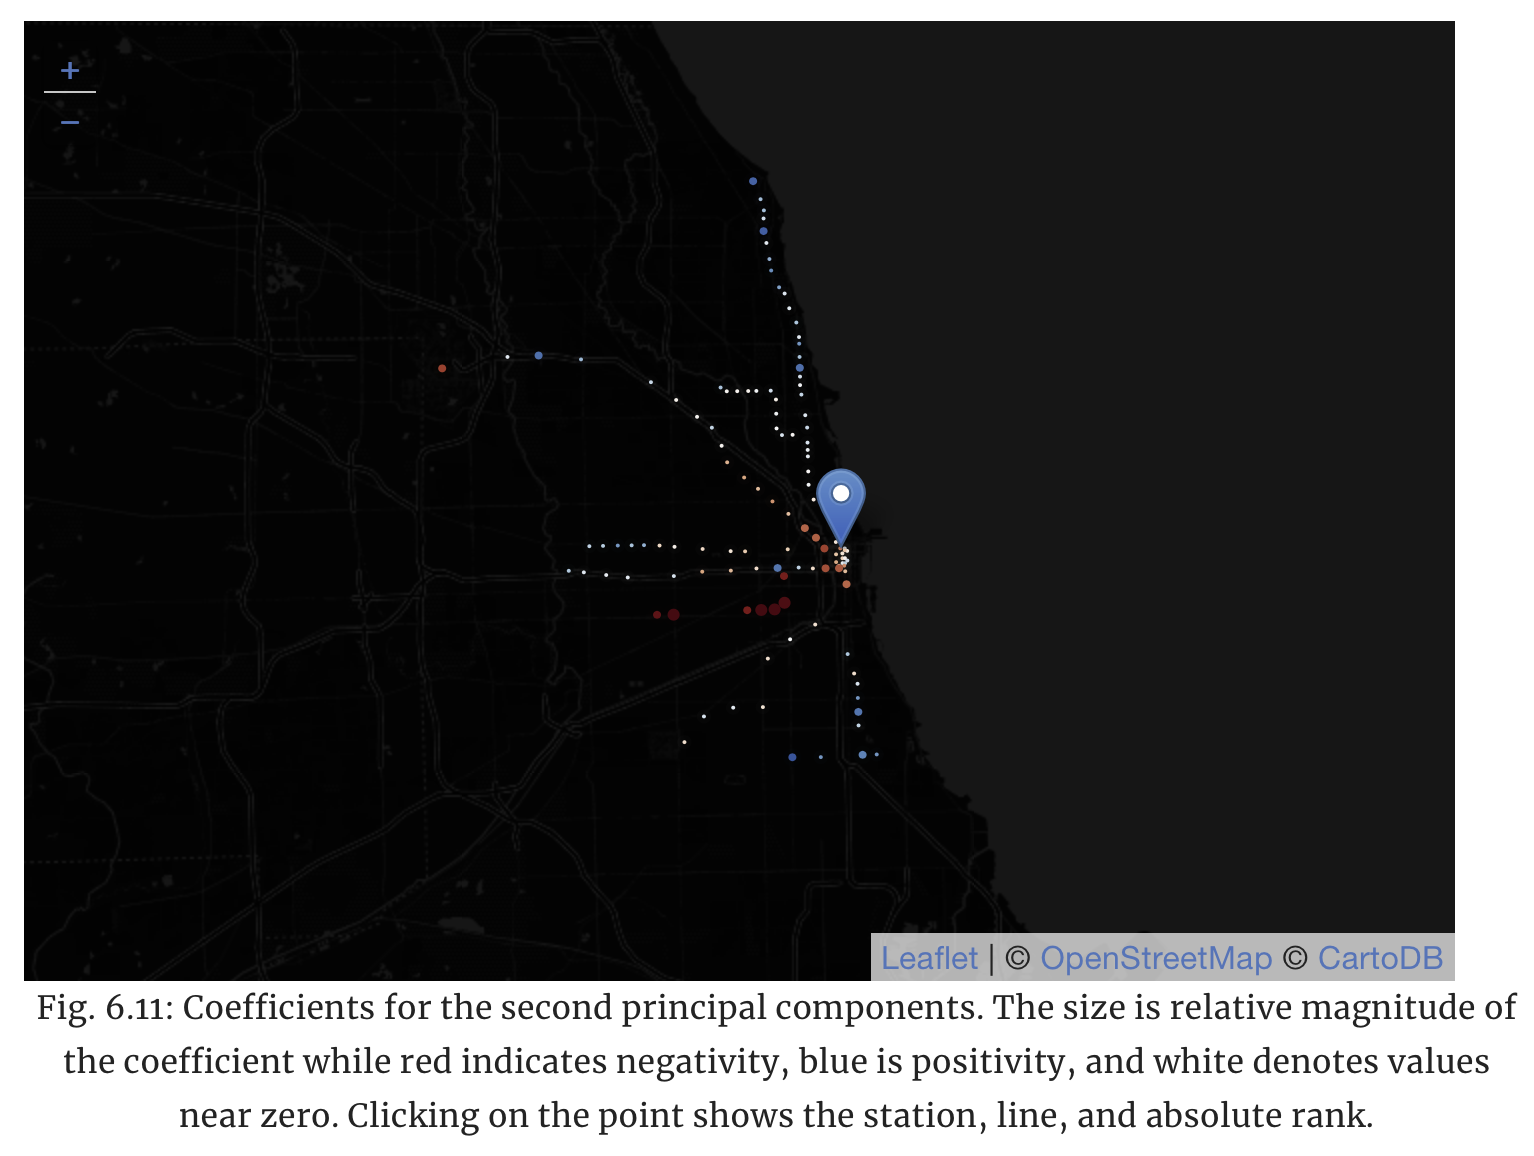 +
−
Leaflet | © OpenStreetMap © CartoDB
Fig. 6.11: Coefficients for the second principal components. The size is relative magnitude of
the coefficient while red indicates negativity, blue is positivity, and white denotes values
near zero. Clicking on the point shows the station, line, and absolute rank.